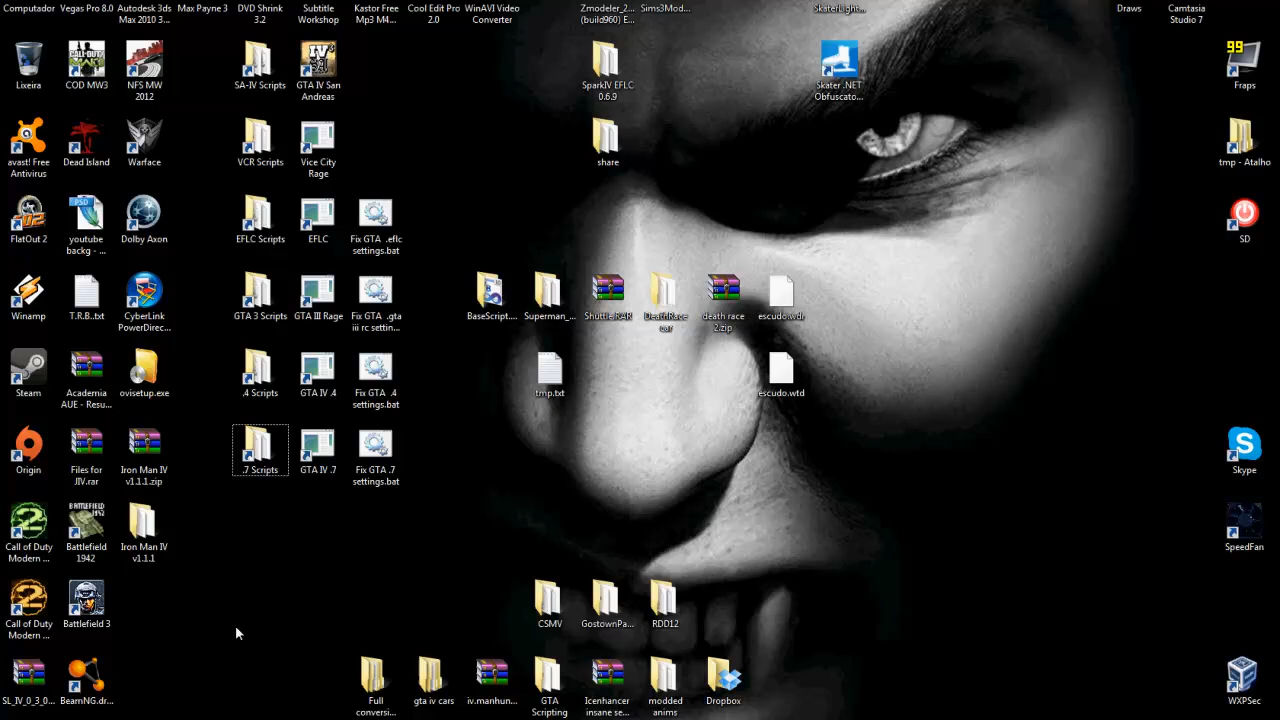 Computador
Vegas Pro 8.0
Autodesk 3ds
Max 2010 3...
Max Payne 3
DVD Shrink
3.2
Subtitle
Workshop
Kastor Free
Mp3 M4...
Cool Edit Pro
2.0
WinAVI Video
Converter
Zmodeler_2...
(build960) E...
Sims3Mod...
SkaterLight...
Draws
Camtasia
Studio 7
Lixeira
COD MW3
NFS MW
2012
SA-IV Scripts
GTA IV San
Andreas
SparkIV EFLC
0.6.9
Skater .NET
Obfuscato...
99
Fraps
avast! Free
Antivirus
Dead Island
Warface
VCR Scripts
Vice City
Rage
share
tmp - Atalho
FlatOut 2
youtube
backg - ...
Dolby Axon
EFLC Scripts
EFLC
Fix GTA .eflc
settings.bat
SD
Winamp
T.R.B..txt
CyberLink
PowerDirec...
GTA 3 Scripts
GTA III Rage
Fix GTA .gta
iii rc settin...
BaseScript....
Superman_...
Shuttle RAR
DeathRace
car
death race
2.zip
escudo.wdr
Steam
Academia
AUE - Resu...
ovisetup.exe
.4 Scripts
GTA IV .4
Fix GTA .4
settings.bat
tmp.txt
escudo.wtd
Origin
Files for
JIV.rar
Iron Man IV
v1.1.1.zip
.7 Scripts
GTA IV .7
Fix GTA .7
settings.bat
Skype
Call of Duty
Modern ...
BATTLEFIELD
1942
Battlefield
1942
Iron Man IV
v1.1.1
SpeedFan
Call of Duty
Modern ...
Battlefield 3
CSMV
GostownPa...
RDD12
SL_IV_0_3_0...
BeamNG.dr...
Full
conversi...
gta iv cars
iv.manhun...
GTA
Scripting
Icenhancer
insane se...
modded
anims
Dropbox
WXPSec